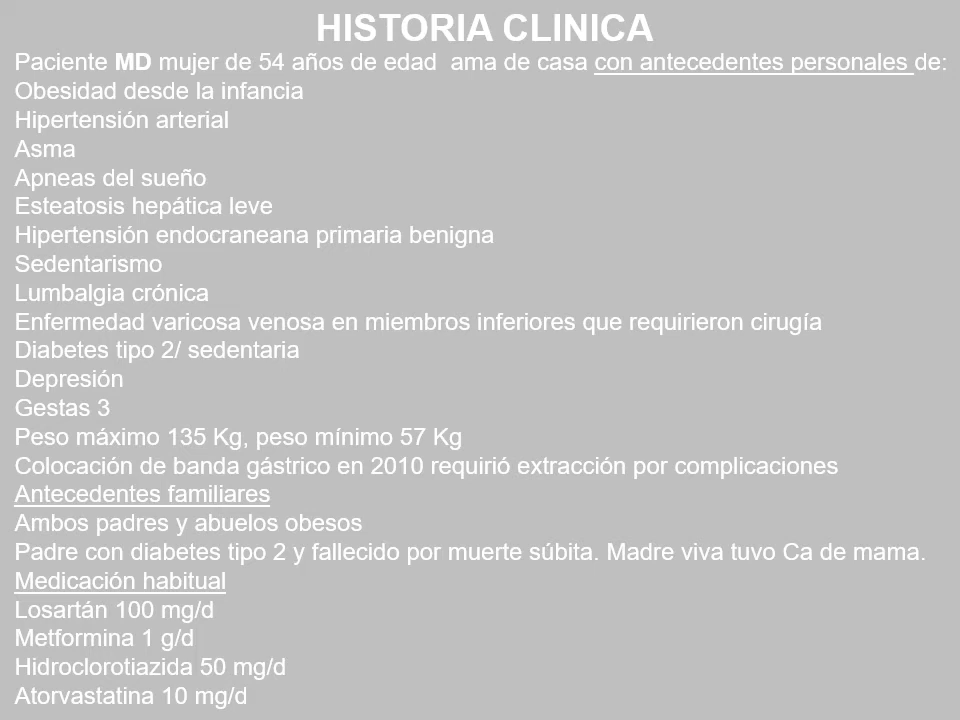 HISTORIA CLINICA
Paciente MD mujer de 54 años de edad  ama de casa con antecedentes personales de:
Obesidad desde la infancia
Hipertensión arterial
Asma
Apneas del sueño
Esteatosis hepática leve
Hipertensión endocraneana primaria benigna
Sedentarismo
Lumbalgia crónica
Enfermedad varicosa venosa en miembros inferiores que requirieron cirugía
Diabetes tipo 2/ sedentaria
Depresión
Gestas 3
Peso máximo 135 Kg, peso mínimo 57 Kg
Colocación de banda gástrico en 2010 requirió extracción por complicaciones
Antecedentes familiares
Ambos padres y abuelos obesos
Padre con diabetes tipo 2 y fallecido por muerte súbita. Madre viva tuvo Ca de mama.
Medicación habitual
Losartán 100 mg/d
Metformina 1 g/d
Hidroclorotiazida 50 mg/d
Atorvastatina 10 mg/d